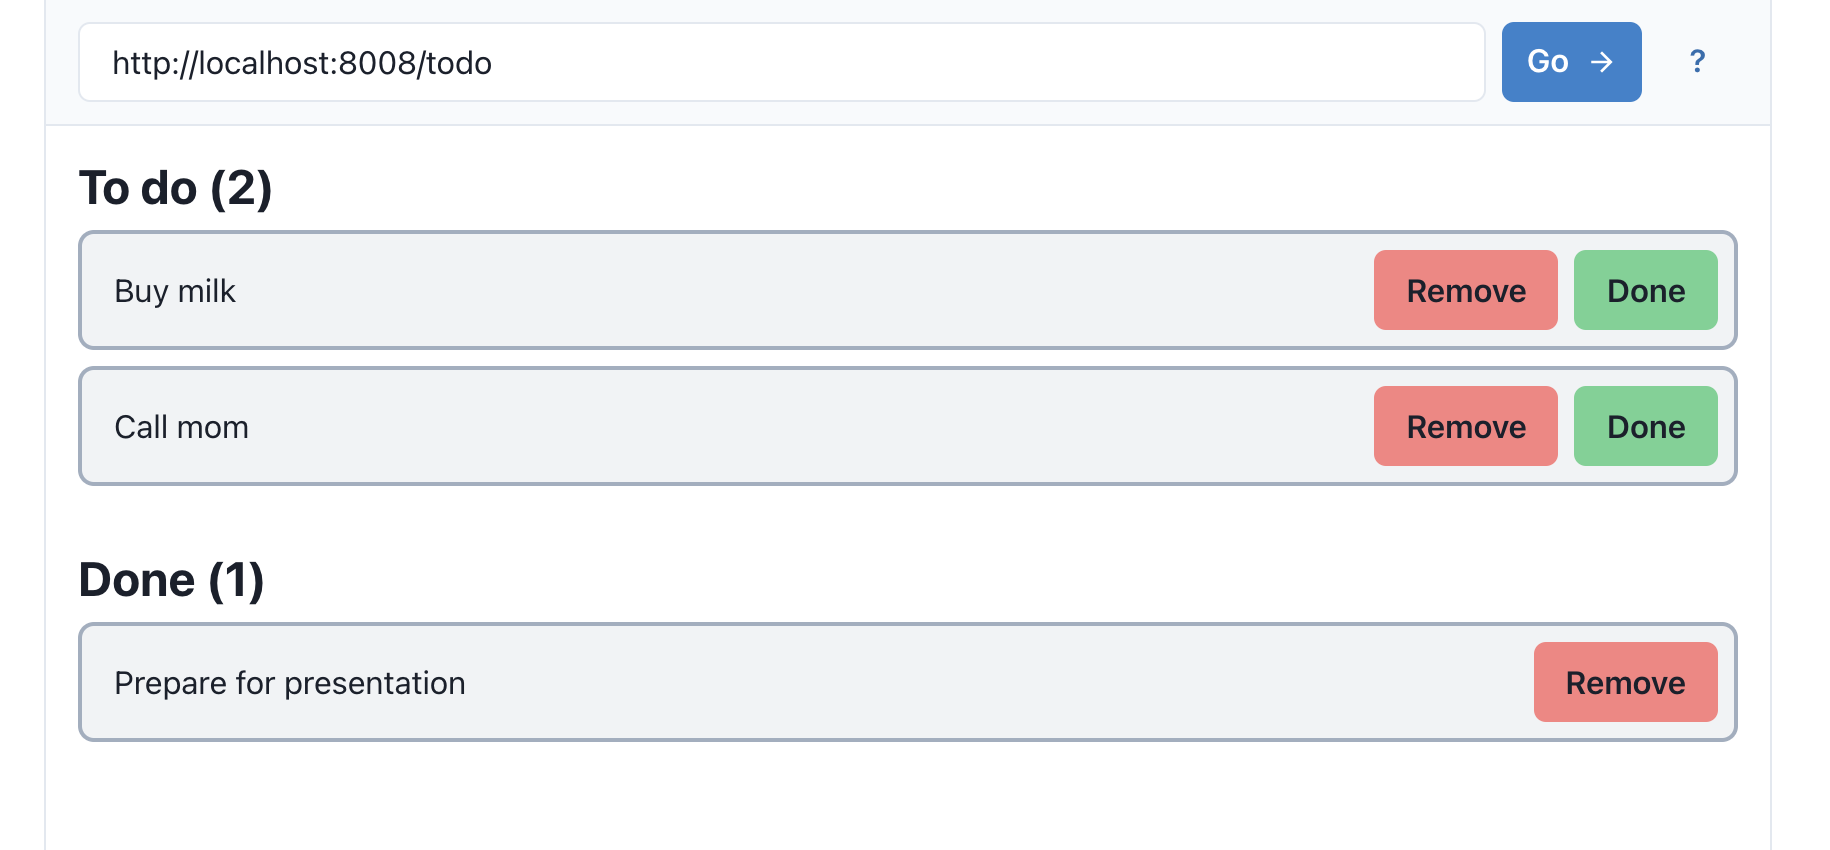 http://localhost:8008/todo Go → ?
To do (2)
Buy milk Remove Done
Call mom Remove Done
Done (1)
Prepare for presentation Remove